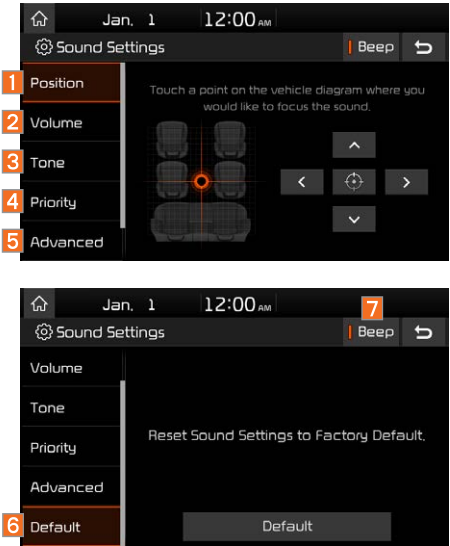 Jan. 1 12:00 AM
Sound Settings Beep
1 Position
Touch a point on the vehicle diagram where you
would like to focus the sound.
2 Volume
3 Tone
4 Priority
5 Advanced
Jan. 1 12:00 AM
7
Sound Settings Beep
Volume
Tone
Reset Sound Settings to Factory Default.
Priority
Advanced
6 Default
Default